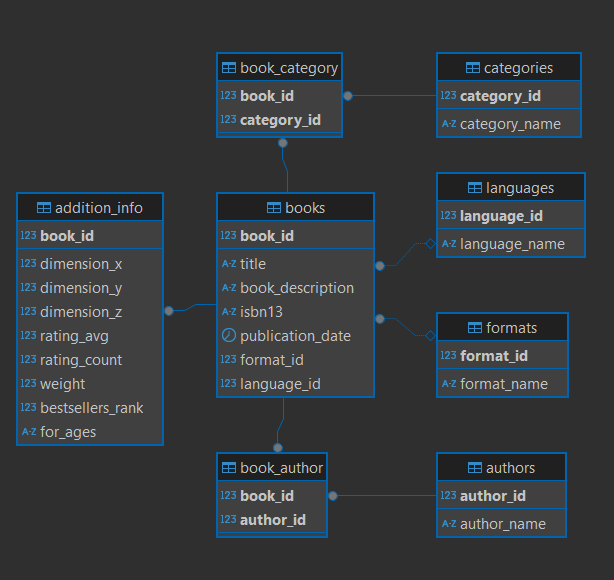 book_category
123 book_id
123 category_id
categories
123 category_id
A-Z category_name
addition_info
123 book_id
123 dimension_x
123 dimension_y
123 dimension_z
123 rating_avg
123 rating_count
123 weight
123 bestsellers_rank
A-Z for_ages
books
123 book_id
A-Z title
A-Z book_description
A-Z isbn13
publication_date
123 format_id
123 language_id
languages
123 language_id
A-Z language_name
formats
123 format_id
A-Z format_name
book_author
123 book_id
123 author_id
authors
123 author_id
A-Z author_name